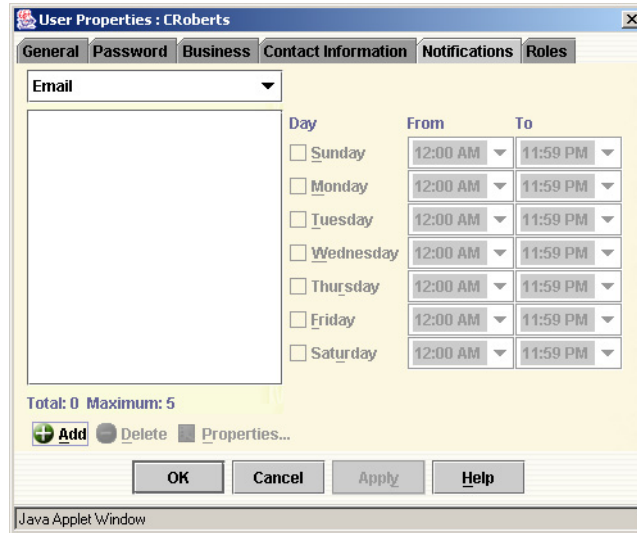 User Properties : CRoberts
General Password Business Contact Information Notifications Roles
Email
Day From To
Sunday 12:00 AM 11:59 PM
Monday 12:00 AM 11:59 PM
Tuesday 12:00 AM 11:59 PM
Wednesday 12:00 AM 11:59 PM
Thursday 12:00 AM 11:59 PM
Friday 12:00 AM 11:59 PM
Saturday 12:00 AM 11:59 PM
Total: 0 Maximum: 5
Add Delete Properties...
OK Cancel Apply Help
Java Applet Window